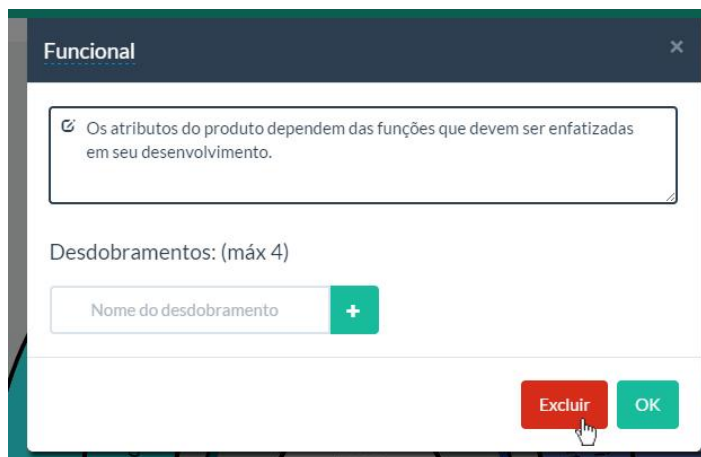 Funcional
Os atributos do produto dependem das funções que devem ser enfatizadas
em seu desenvolvimento.
Desdobramentos: (máx 4)
Nome do desdobramento
Excluir
OK